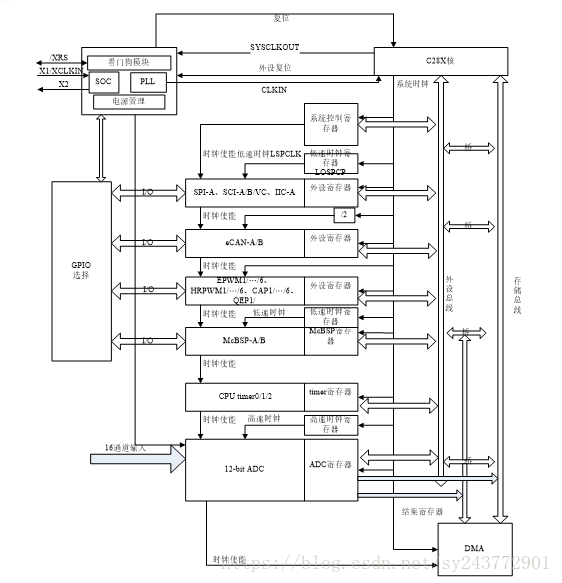 复位
/XRS
X1/XCLKIN
X2
看门狗模块
SOC
PLL
电源管理
SYSCLKOUT
外设复位
CLKIN
C28X核
系统时钟
系统控制寄存器
时钟使能
低速时钟LSPCLK
低速时钟寄存器
LOSPCP
桥
I/O
SPI-A、SCI-A/B/VC、IIC-A
外设寄存器
时钟使能
/2
桥
I/O
eCAN-A/B
外设寄存器
时钟使能
GPIO
选择
I/O
EPWM1/…/6、
HRPWM1/…/6、CAP1/…/6、
QEP1/
外设寄存器
外设总线
存储总线
时钟使能
低速时钟
低速时钟寄存器
I/O
McBSP-A/B
McBSP寄存器
桥
时钟使能
CPU timer0/1/2
timer寄存器
时钟使能
高速时钟
高速时钟寄存器
16通道输入
12-bit ADC
ADC寄存器
桥
结果寄存器
DMA
时钟使能
https://blog.csdn.net/sy243772901